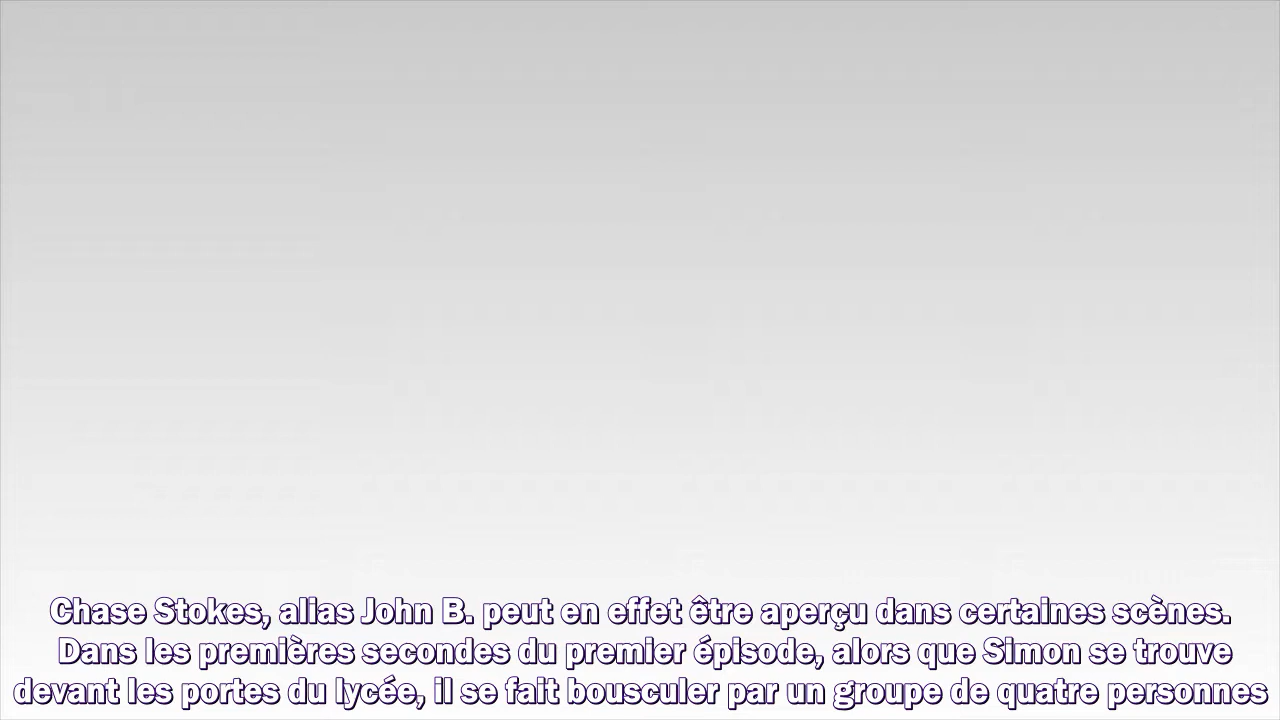 Chase Stokes, alias John B. peut en effet être aperçu dans certaines scènes.
Dans les premières secondes du premier épisode, alors que Simon se trouve
devant les portes du lycée, il se fait bousculer par un groupe de quatre personnes